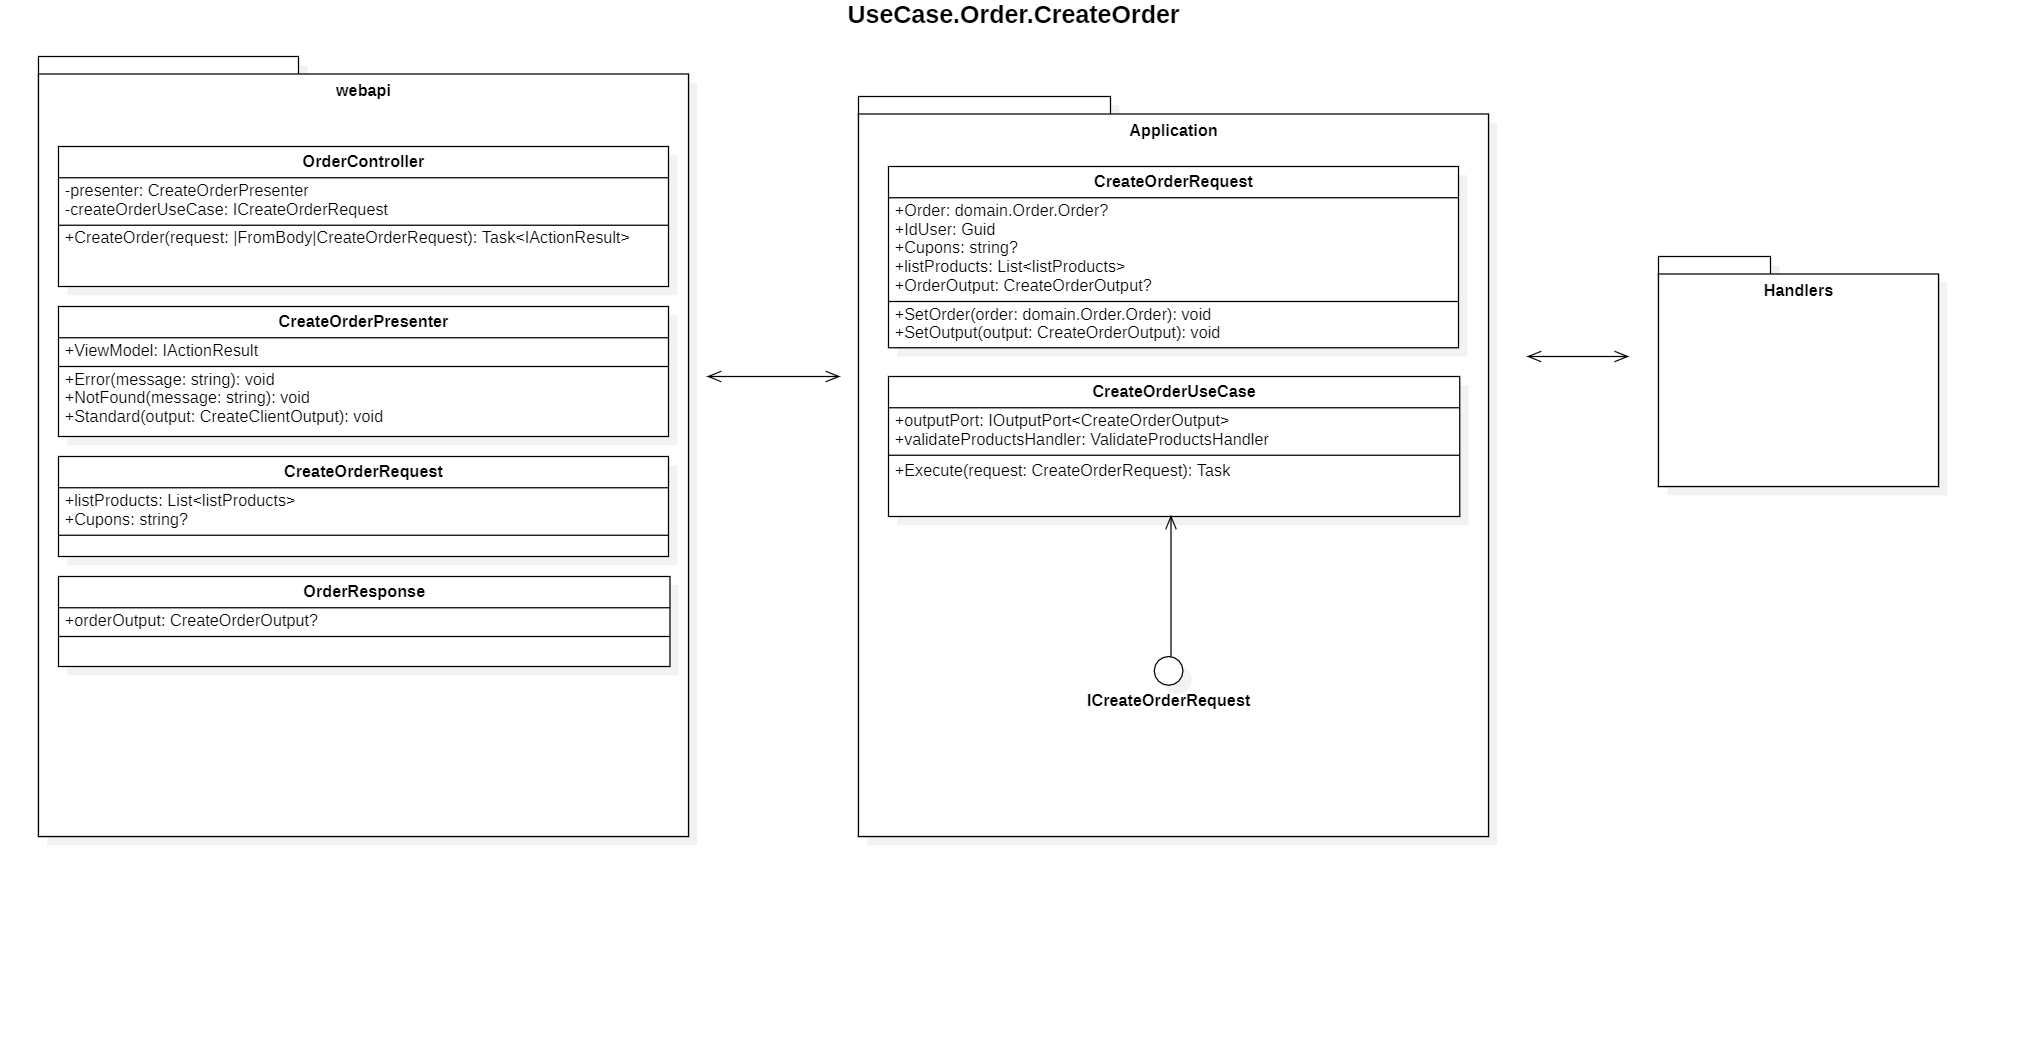 UseCase.Order.CreateOrder
webapi
OrderController
-presenter: CreateOrderPresenter
-createOrderUseCase: ICreateOrderRequest
+CreateOrder(request: |FromBody|CreateOrderRequest): Task<IActionResult>
CreateOrderPresenter
+ViewModel: IActionResult
+Error(message: string): void
+NotFound(message: string): void
+Standard(output: CreateClientOutput): void
CreateOrderRequest
+listProducts: List<listProducts>
+Cupons: string?
OrderResponse
+orderOutput: CreateOrderOutput?
Application
CreateOrderRequest
+Order: domain.Order.Order?
+IdUser: Guid
+Cupons: string?
+listProducts: List<listProducts>
+OrderOutput: CreateOrderOutput?
+SetOrder(order: domain.Order.Order): void
+SetOutput(output: CreateOrderOutput): void
CreateOrderUseCase
+outputPort: IOutputPort<CreateOrderOutput>
+validateProductsHandler: ValidateProductsHandler
+Execute(request: CreateOrderRequest): Task
ICreateOrderRequest
Handlers